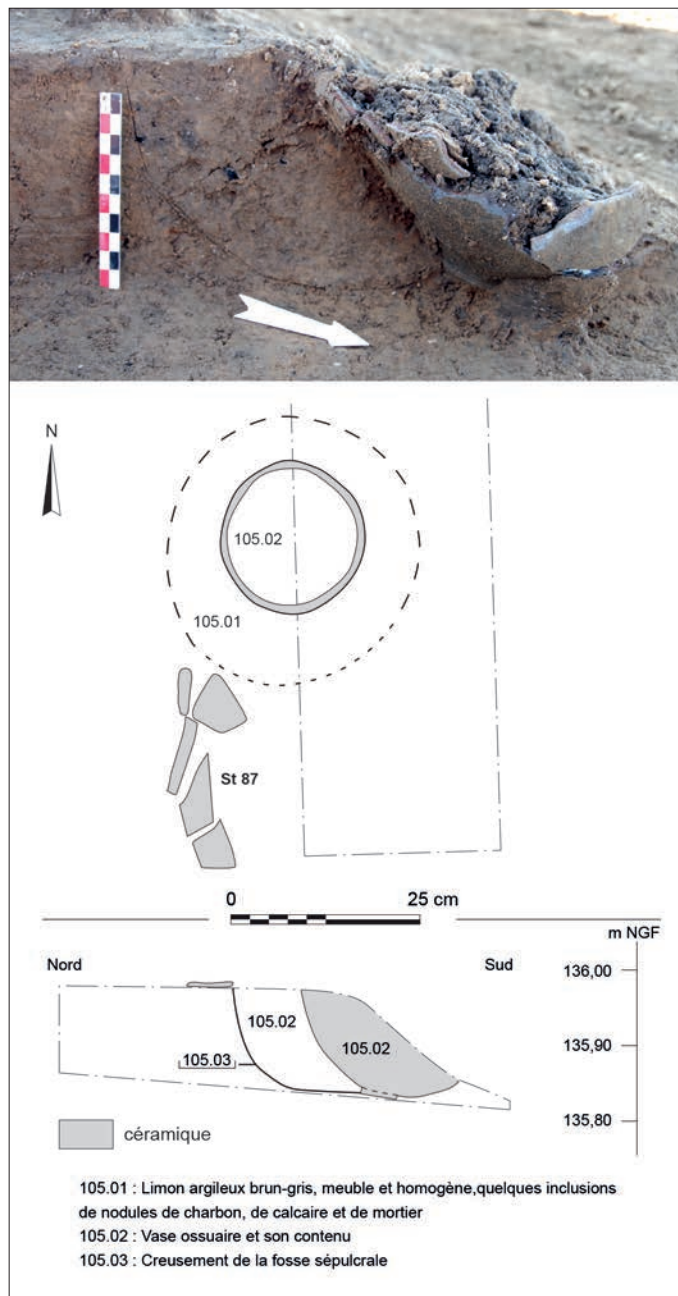 N
105.02
105.01
St 87
0 25 cm
m NGF
Nord Sud
136,00
105.02
105.02
135,90
105.03
135,80
céramique
105.01 : Limon argileux brun-gris, meuble et homogène,quelques inclusions
de nodules de charbon, de calcaire et de mortier
105.02 : Vase ossuaire et son contenu
105.03 : Creusement de la fosse sépulcrale